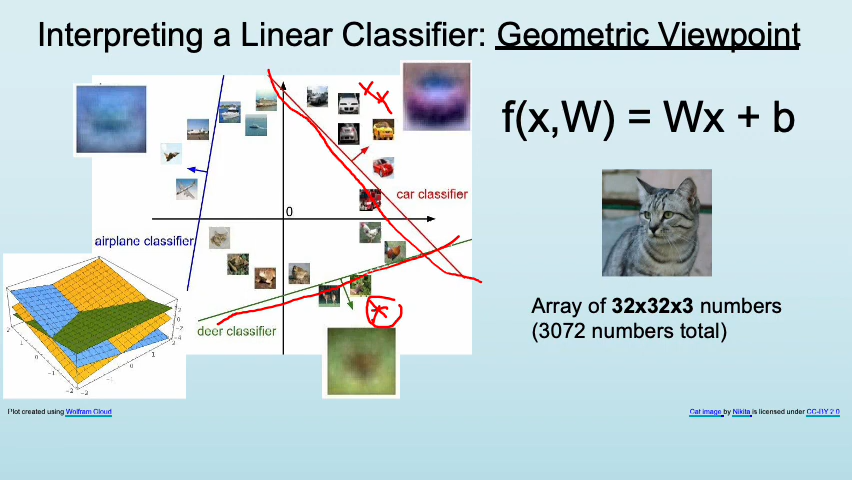 Interpreting a Linear Classifier: Geometric Viewpoint
f(x,W) = Wx + b
car classifier
0
airplane classifier
deer classifier
Array of 32x32x3 numbers
(3072 numbers total)
Plot created using Wolfram Cloud
Cat image by Nikita is licensed under CC-BY 2.0